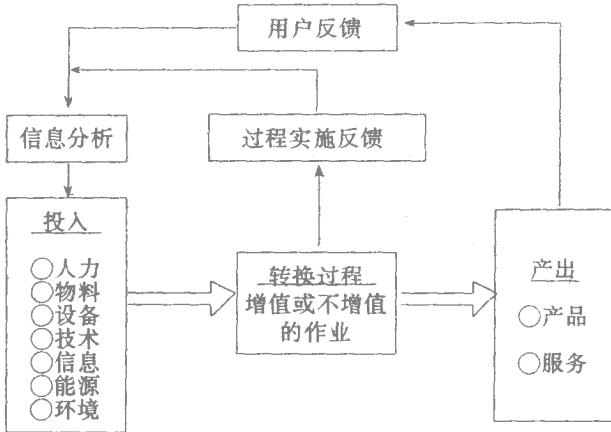 用户反馈
信息分析
过程实施反馈
投入
○人力
○物料
○设备
○技术
○信息
○能源
○环境
转换过程
增值或不增值
的作业
产出
○产品
○服务